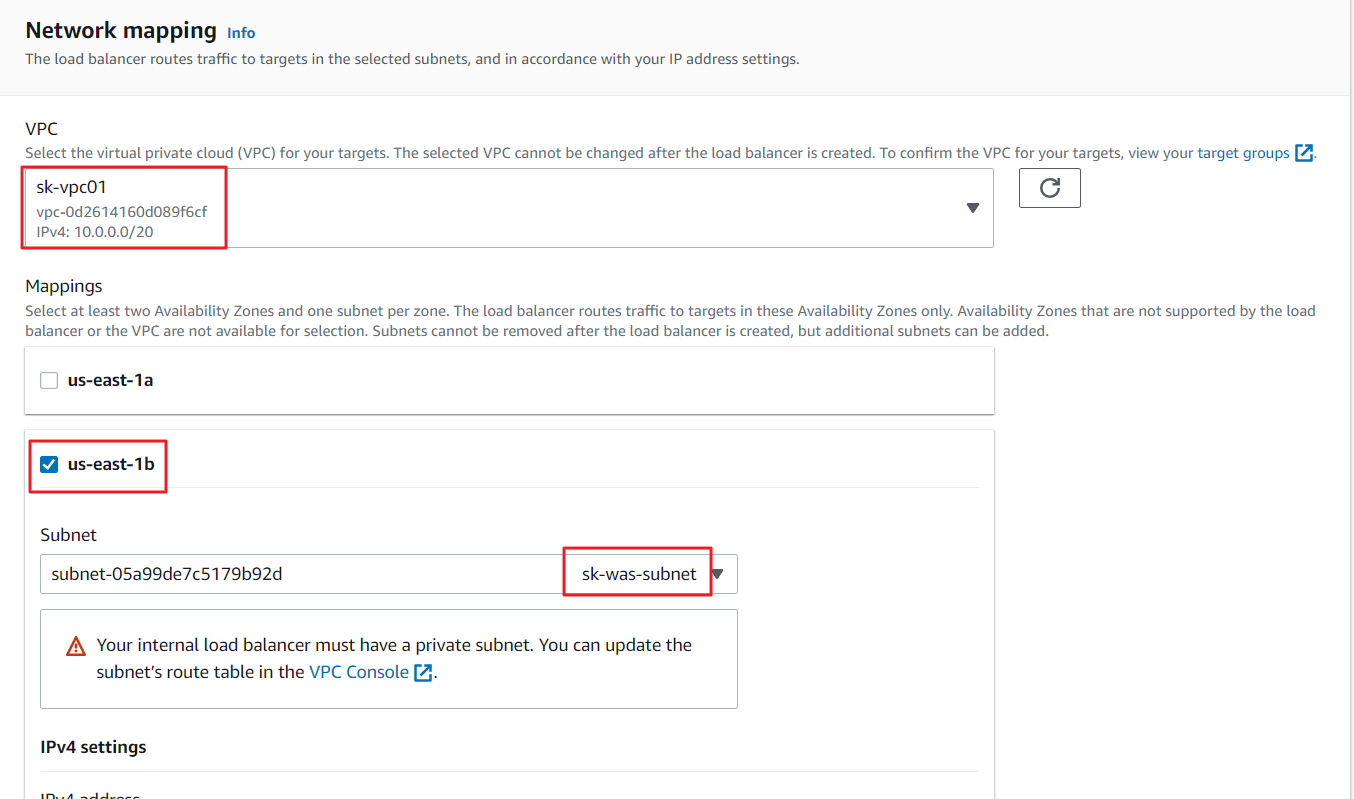 Network mapping Info
The load balancer routes traffic to targets in the selected subnets, and in accordance with your IP address settings.
VPC
Select the virtual private cloud (VPC) for your targets. The selected VPC cannot be changed after the load balancer is created. To confirm the VPC for your targets, view your target groups.
sk-vpc01
vpc-0d2614160d089f6cf
IPv4: 10.0.0.0/20
Mappings
Select at least two Availability Zones and one subnet per zone. The load balancer routes traffic to targets in these Availability Zones only. Availability Zones that are not supported by the load
balancer or the VPC are not available for selection. Subnets cannot be removed after the load balancer is created, but additional subnets can be added.
us-east-1a
us-east-1b
Subnet
subnet-05a99de7c5179b92d sk-was-subnet
Your internal load balancer must have a private subnet. You can update the
subnet's route table in the VPC Console.
IPv4 settings
IPv4 address